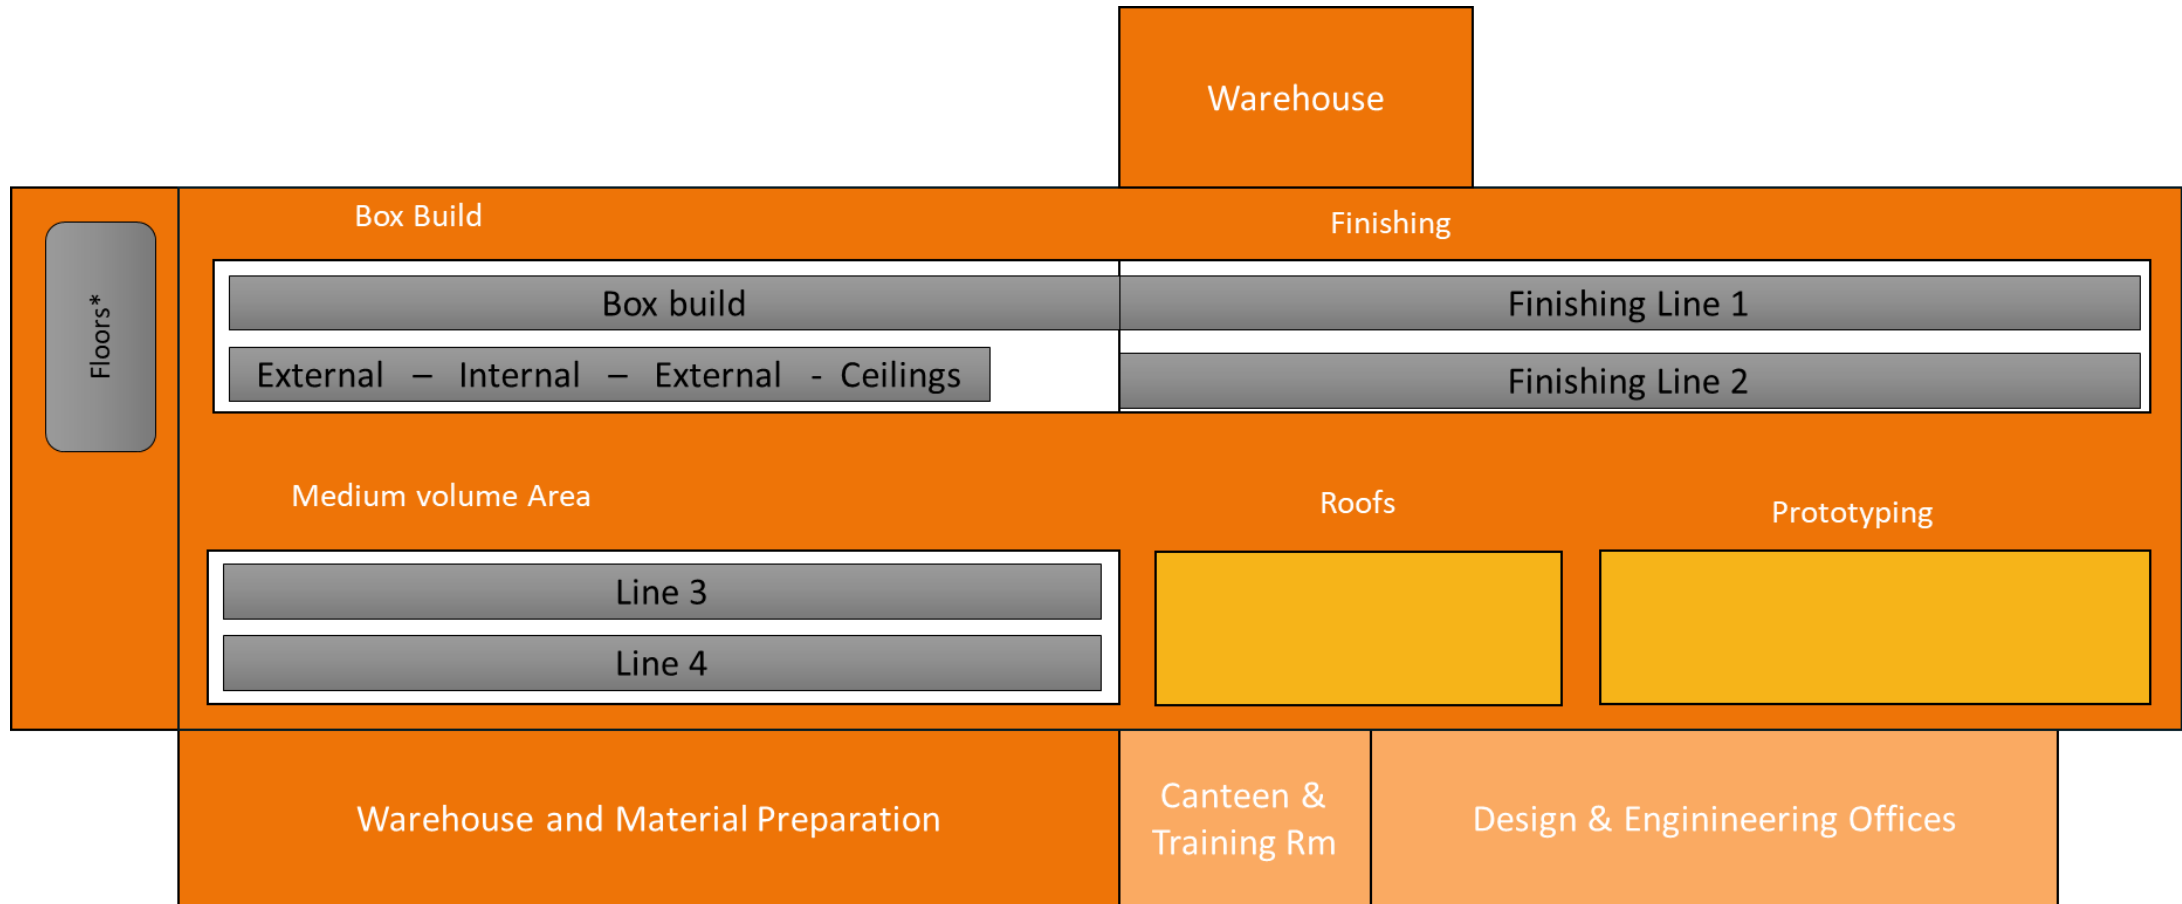 Warehouse
Box Build
Finishing
Floors*
Box build
Finishing Line 1
External – Internal – External - Ceilings
Finishing Line 2
Medium volume Area
Roofs
Prototyping
Line 3
Line 4
Warehouse and Material Preparation
Canteen &
Training Rm
Design & Enginineering Offices